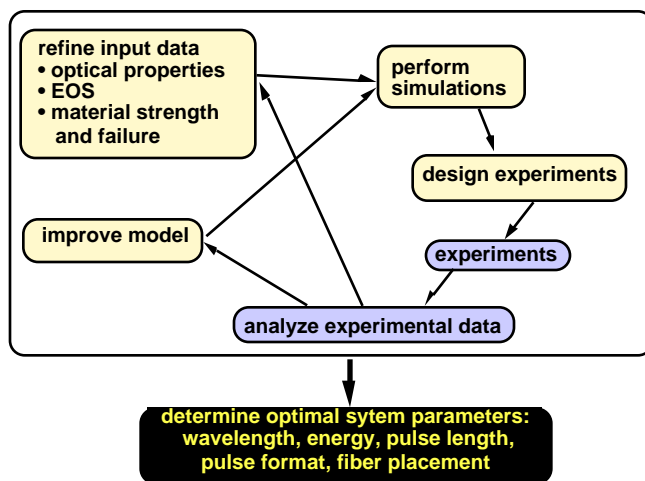 refine input data
• optical properties
• EOS
• material strength
and failure
perform
simulations
design experiments
improve model
experiments
analyze experimental data
determine optimal sytem parameters:
wavelength, energy, pulse length,
pulse format, fiber placement